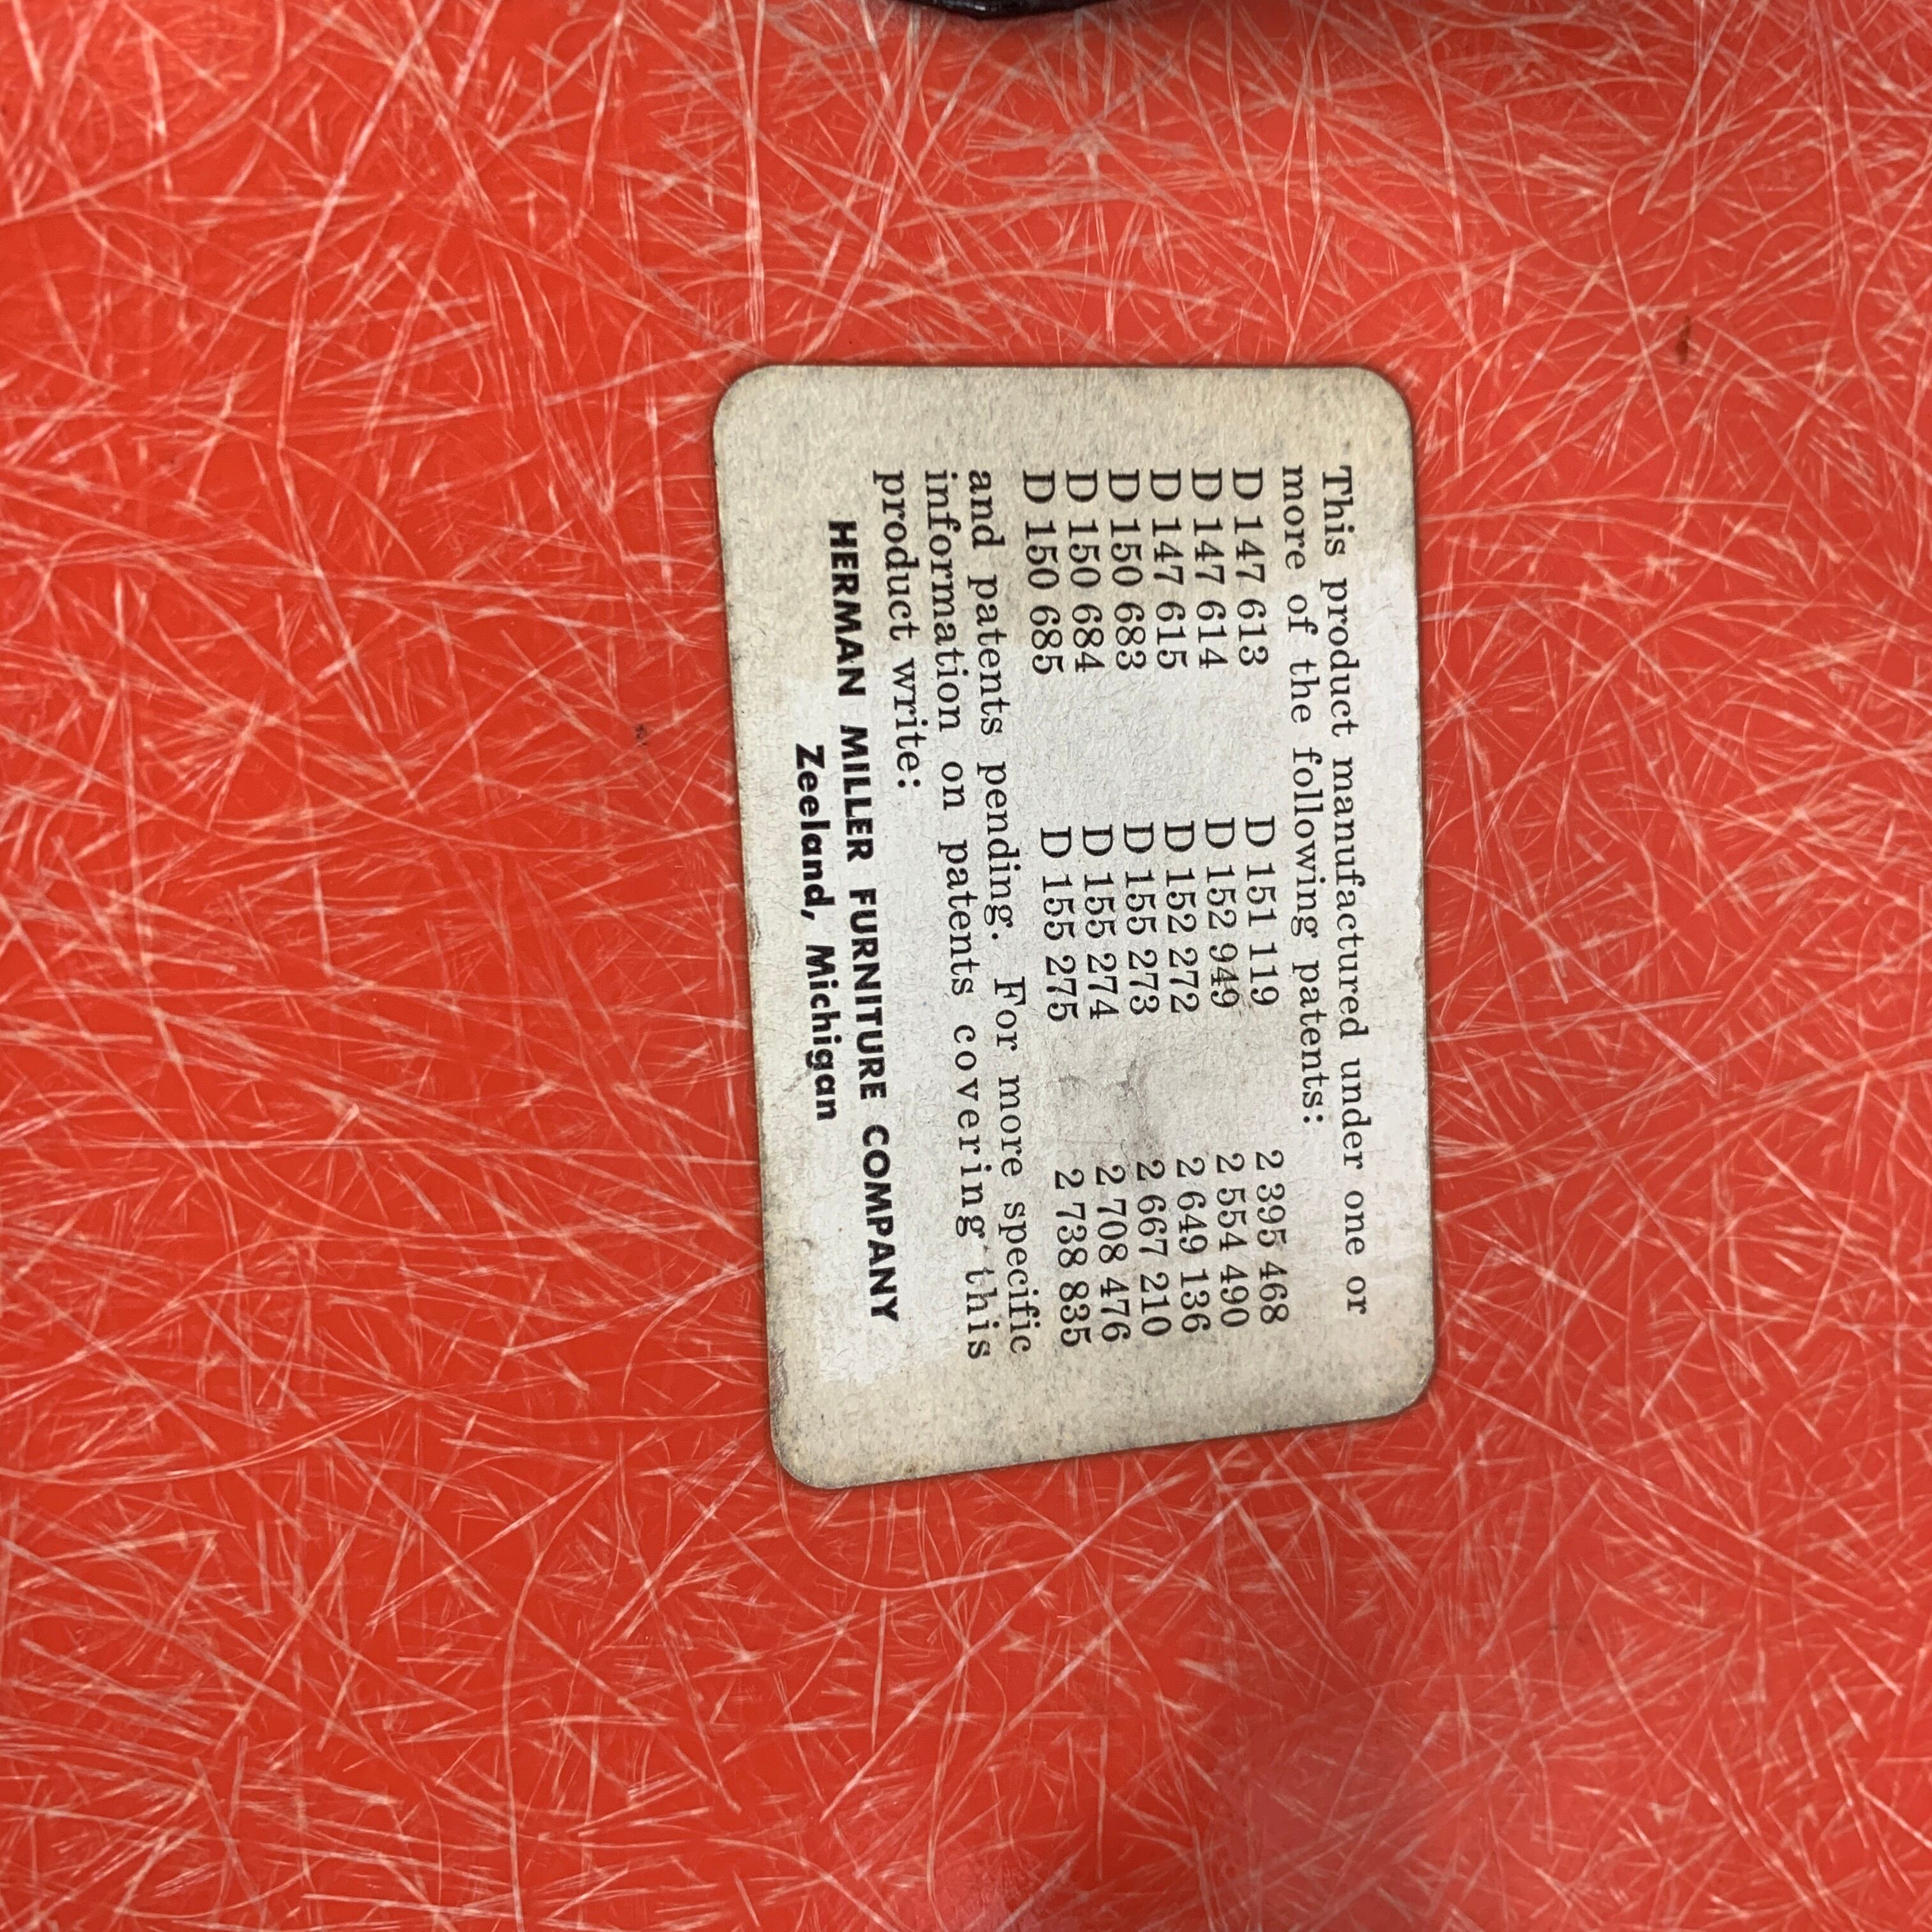 This product manufactured under one or
more of the following patents:
D 147 613 D 151 119 2 395 468
D 147 614 D 152 949 2 554 490
D 147 615 D 152 272 2 649 136
D 150 683 D 155 273 2 667 210
D 150 684 D 155 274 2 708 476
D 150 685 D 155 275 2 738 835
and patents pending. For more specific
information on patents covering this
product write:
HERMAN MILLER FURNITURE COMPANY
Zeeland, Michigan